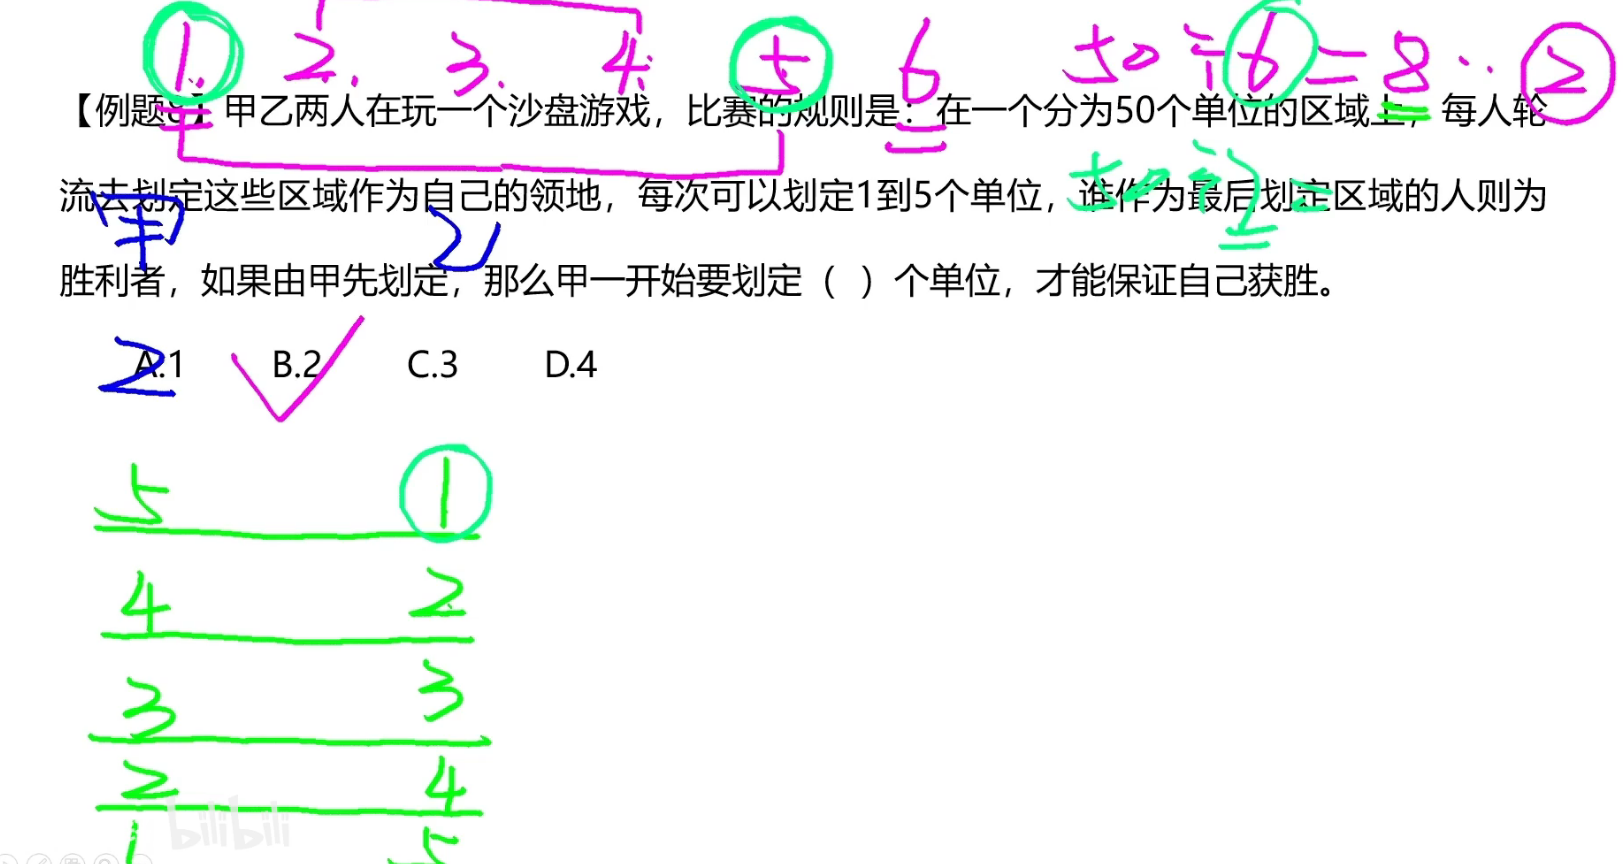 1. 2. 3. 4. 5 6 50÷6=8……2
【例题8】甲乙两人在玩一个沙盘游戏，比赛的规则是：在一个分为50个单位的区域上，每人轮
50÷2=
流去划定这些区域作为自己的领地，每次可以划定1到5个单位，谁作为最后划定区域的人则为
甲 乙
胜利者，如果由甲先划定，那么甲一开始要划定（ ）个单位，才能保证自己获胜。
2
A.1 B.2 C.3 D.4
5 1
4 2
3 3
2 4
bilibili
1 5